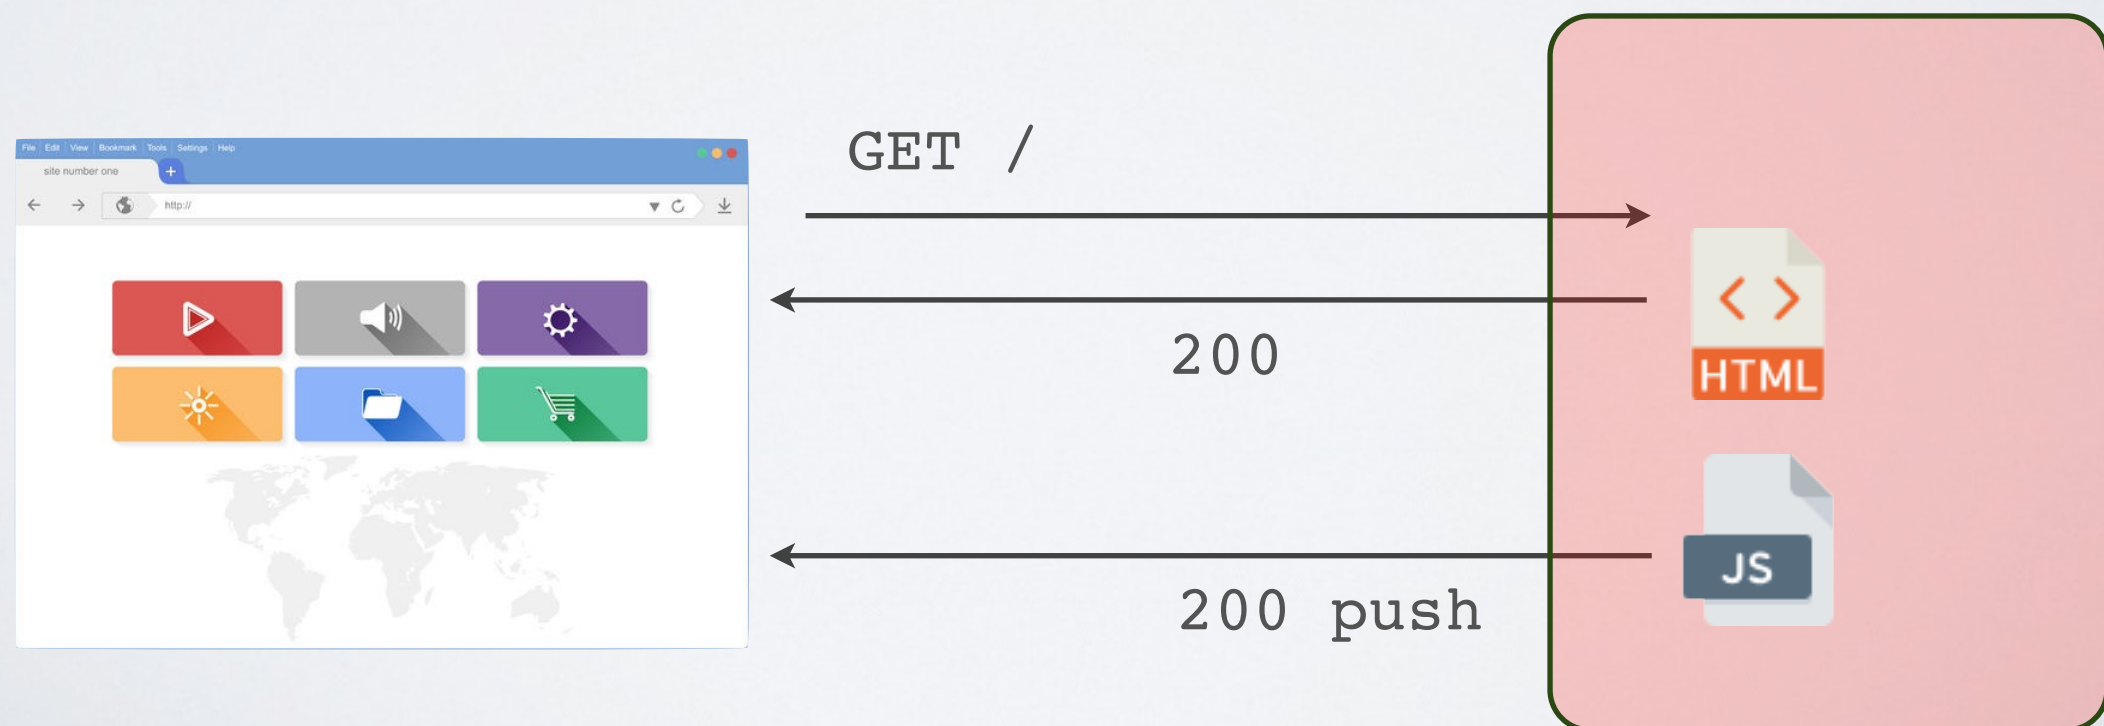 File Edit View Bookmark Tools Settings Help
site number one +
http://
GET /
200
HTML
JS
200 push